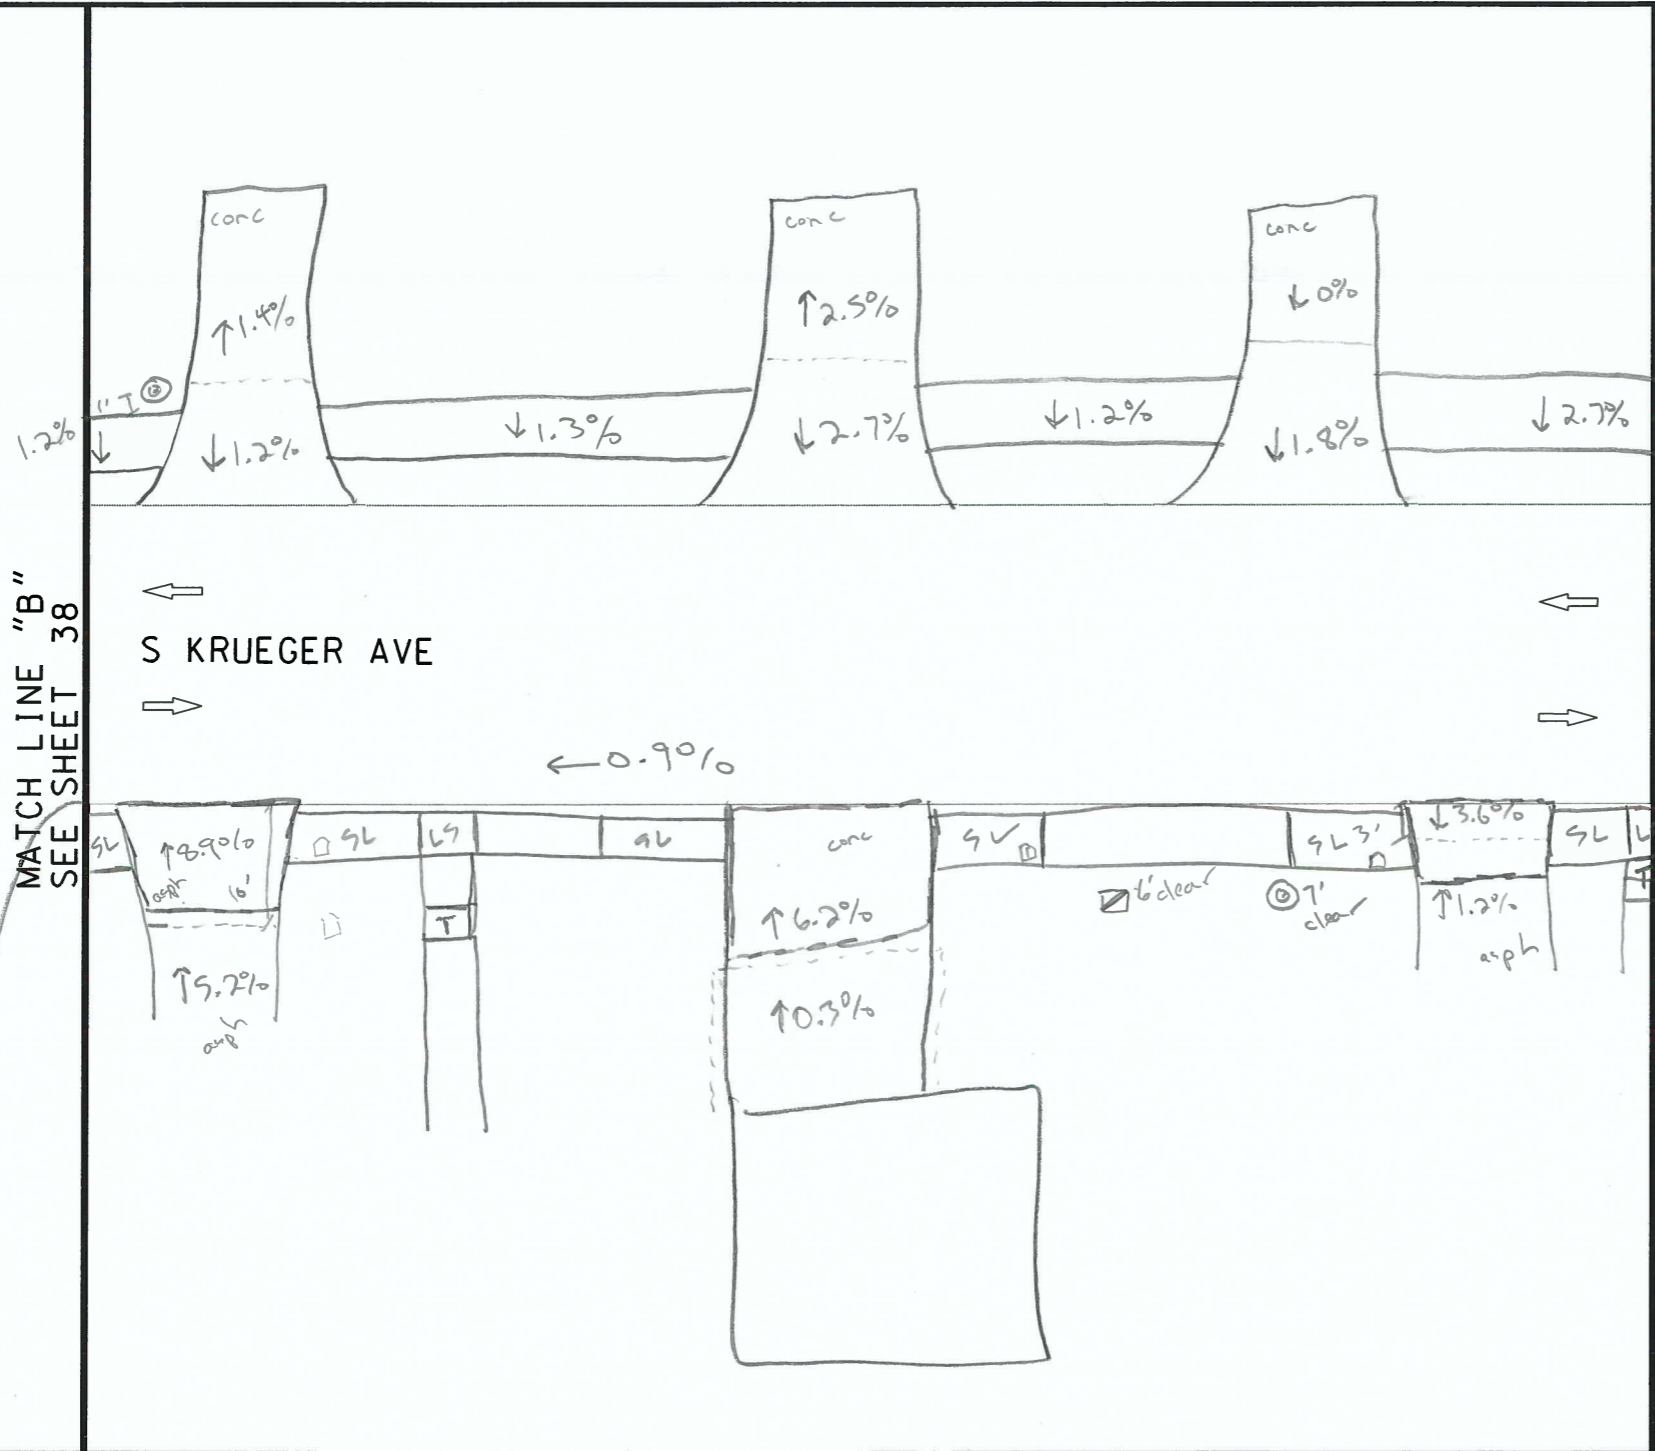 conc
conc
conc
↑1.4%
↑2.5%
↓0%
1" I
1.2%
↓
↓1.2%
↓1.3%
↓2.7%
↓1.2%
↓1.8%
↓2.7%
MATCH LINE "B"
SEE SHEET 38
S KRUEGER AVE
←0.9%
SL
↑8.9%
asph
10'
SL
LS
SL
conc
↑6.2%
SL
6' clear
7'
clear
SL 3'
↓3.6%
SL
L
T
↑5.2%
asph
T
↑0.3%
↑1.2%
asph